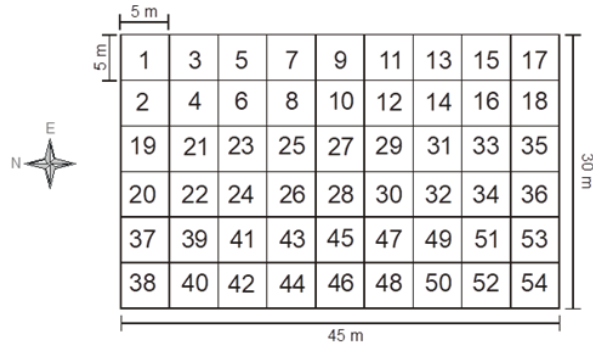 5 m
5 m
1 3 5 7 9 11 13 15 17
2 4 6 8 10 12 14 16 18
E
N
19 21 23 25 27 29 31 33 35
20 22 24 26 28 30 32 34 36
37 39 41 43 45 47 49 51 53
38 40 42 44 46 48 50 52 54
30 m
45 m